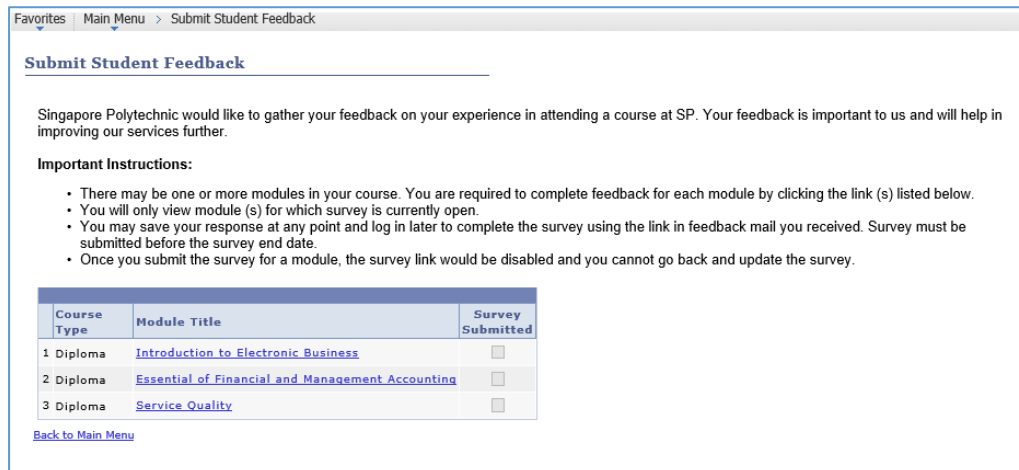 Favorites Main Menu > Submit Student Feedback
Submit Student Feedback
Singapore Polytechnic would like to gather your feedback on your experience in attending a course at SP. Your feedback is important to us and will help in
improving our services further.
Important Instructions:
• There may be one or more modules in your course. You are required to complete feedback for each module by clicking the link (s) listed below.
• You will only view module (s) for which survey is currently open.
• You may save your response at any point and log in later to complete the survey using the link in feedback mail you received. Survey must be
submitted before the survey end date.
• Once you submit the survey for a module, the survey link would be disabled and you cannot go back and update the survey.
Course Type Module Title Survey Submitted
1 Diploma Introduction to Electronic Business
2 Diploma Essential of Financial and Management Accounting
3 Diploma Service Quality
Back to Main Menu